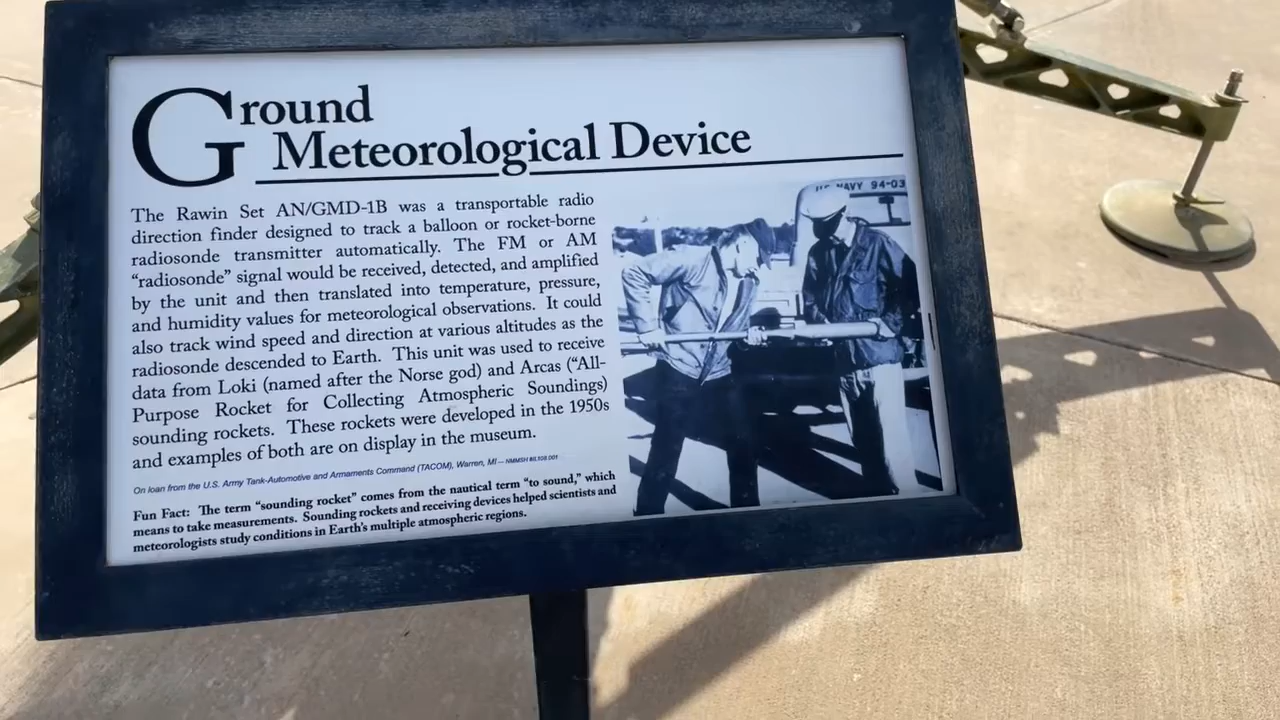 Ground
Meteorological Device
The Rawin Set AN/GMD-1B was a transportable radio
direction finder designed to track a balloon or rocket-borne
radiosonde transmitter automatically. The FM or AM
“radiosonde” signal would be received, detected, and amplified
by the unit and then translated into temperature, pressure,
and humidity values for meteorological observations. It could
also track wind speed and direction at various altitudes as the
radiosonde descended to Earth. This unit was used to receive
data from Loki (named after the Norse god) and Arcas (“All-
Purpose Rocket for Collecting Atmospheric Soundings)
sounding rockets. These rockets were developed in the 1950s
and examples of both are on display in the museum.
On loan from the U.S. Army Tank-Automotive and Armaments Command (TACOM), Warren, MI — NMMSH
Fun Fact: The term “sounding rocket” comes from the nautical term “to sound,” which
means to take measurements. Sounding rockets and receiving devices helped scientists and
meteorologists study conditions in Earth’s multiple atmospheric regions.
U.S. NAVY 94-03